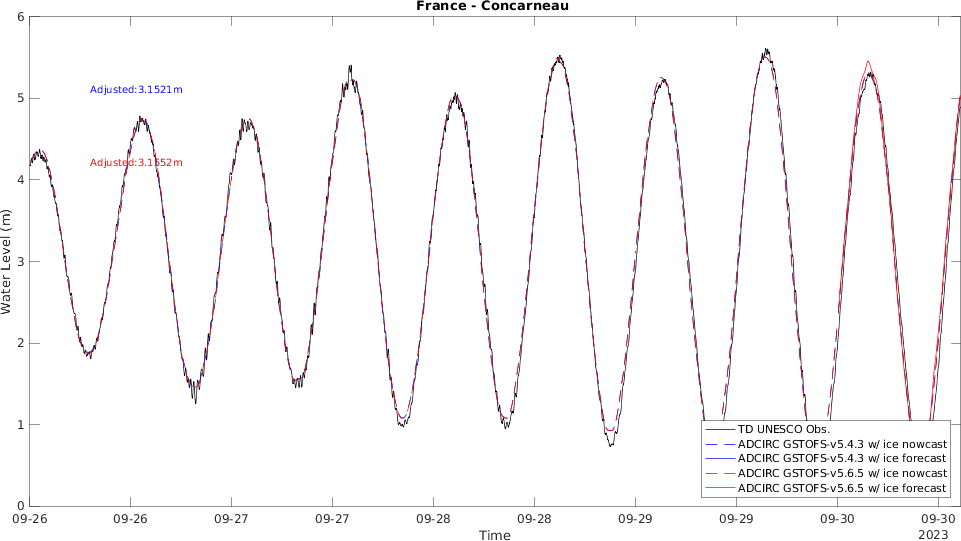 France - Concarneau
6
5
4
3
2
1
0
Water Level (m)
Adjusted:3.1521m
Adjusted:3.1552m
TD UNESCO Obs.
ADCIRC GSTOFS-v5.4.3 w/ ice nowcast
ADCIRC GSTOFS-v5.4.3 w/ ice forecast
ADCIRC GSTOFS-v5.6.5 w/ ice nowcast
ADCIRC GSTOFS-v5.6.5 w/ ice forecast
09-26 09-26 09-27 09-27 09-28 09-28 09-29 09-29 09-30 09-30
2023
Time